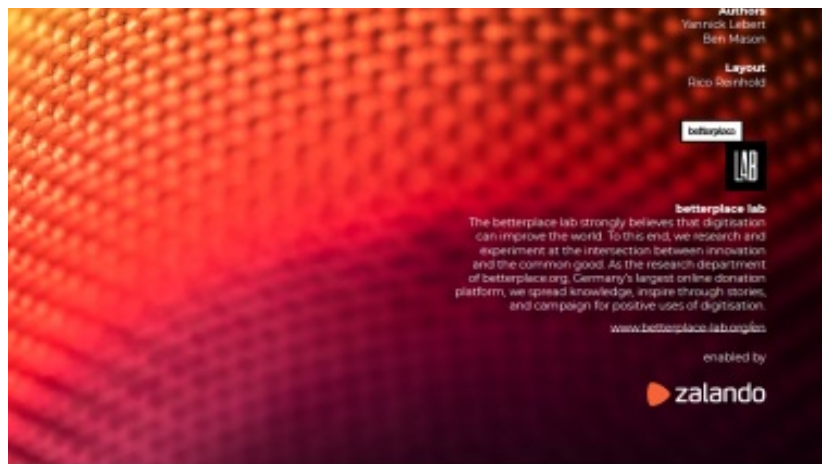 Authors
Yannick Lebert
Ben Mason
Layout
Rico Reinhold
betterplace
LAB
betterplace lab
The betterplace lab strongly believes that digitisation
can improve the world. To this end, we research and
experiment at the intersection between innovation
and the common good. As the research department
of betterplace.org, Germany's largest online donation
platform, we spread knowledge, inspire through stories,
and campaign for positive uses of digitisation.
www.betterplace-lab.org/en
enabled by
zalando